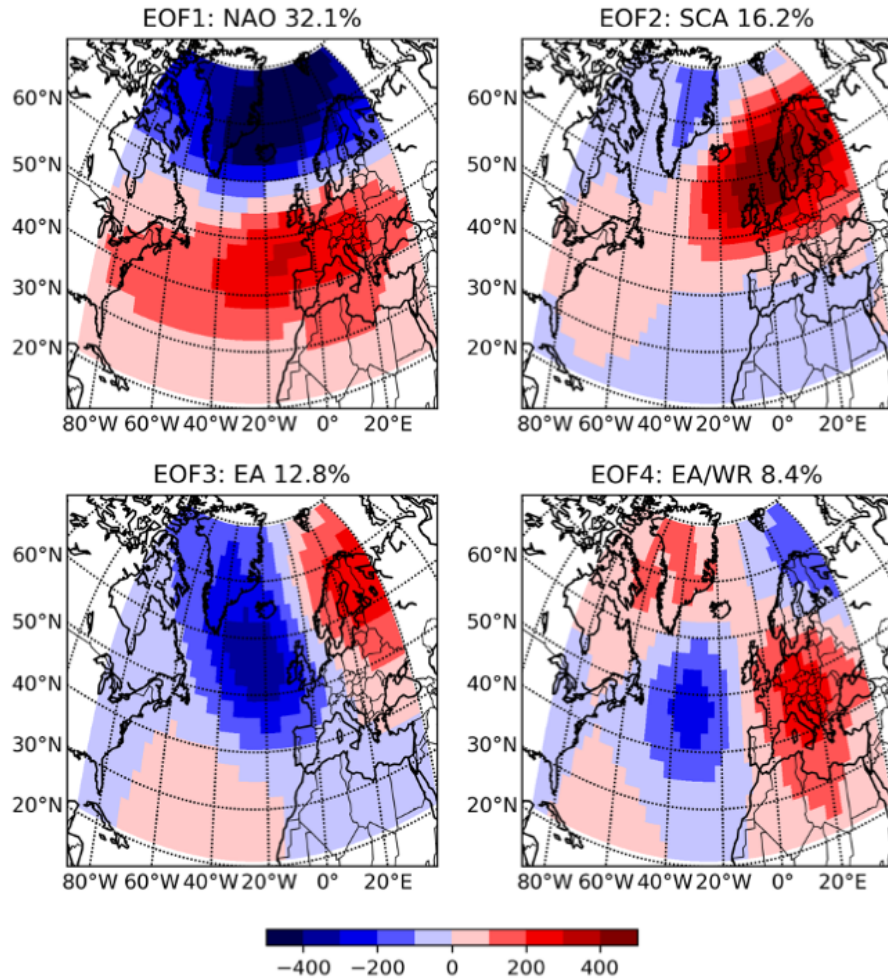 EOF1: NAO 32.1%
EOF2: SCA 16.2%
60°N
50°N
40°N
30°N
20°N
80°W 60°W 40°W 20°W 0° 20°E
60°N
50°N
40°N
30°N
20°N
80°W 60°W 40°W 20°W 0° 20°E
EOF3: EA 12.8%
EOF4: EA/WR 8.4%
60°N
50°N
40°N
30°N
20°N
80°W 60°W 40°W 20°W 0° 20°E
60°N
50°N
40°N
30°N
20°N
80°W 60°W 40°W 20°W 0° 20°E
−400 −200 0 200 400